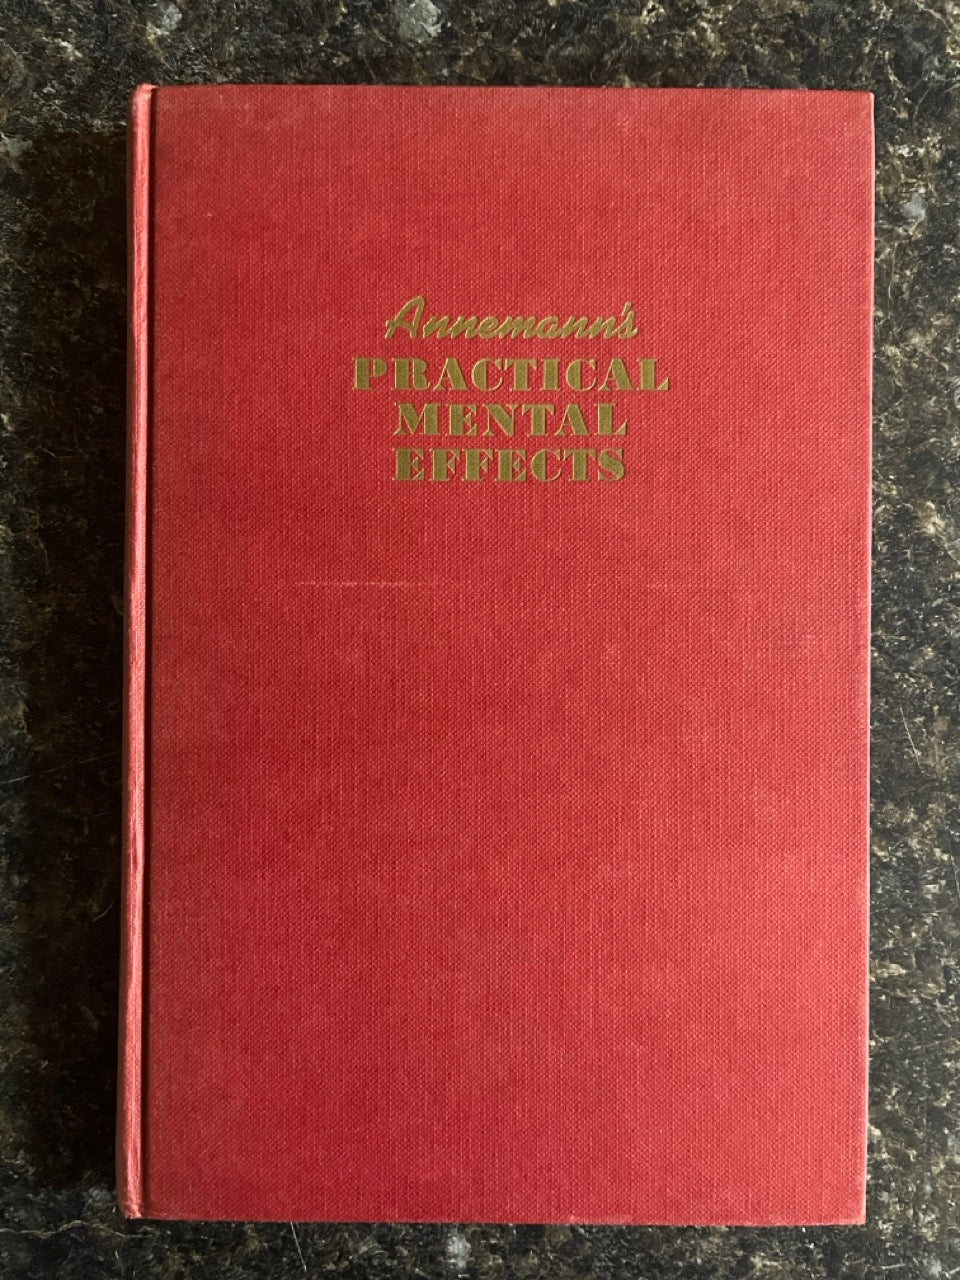 Annemann's
PRACTICAL
MENTAL
EFFECTS